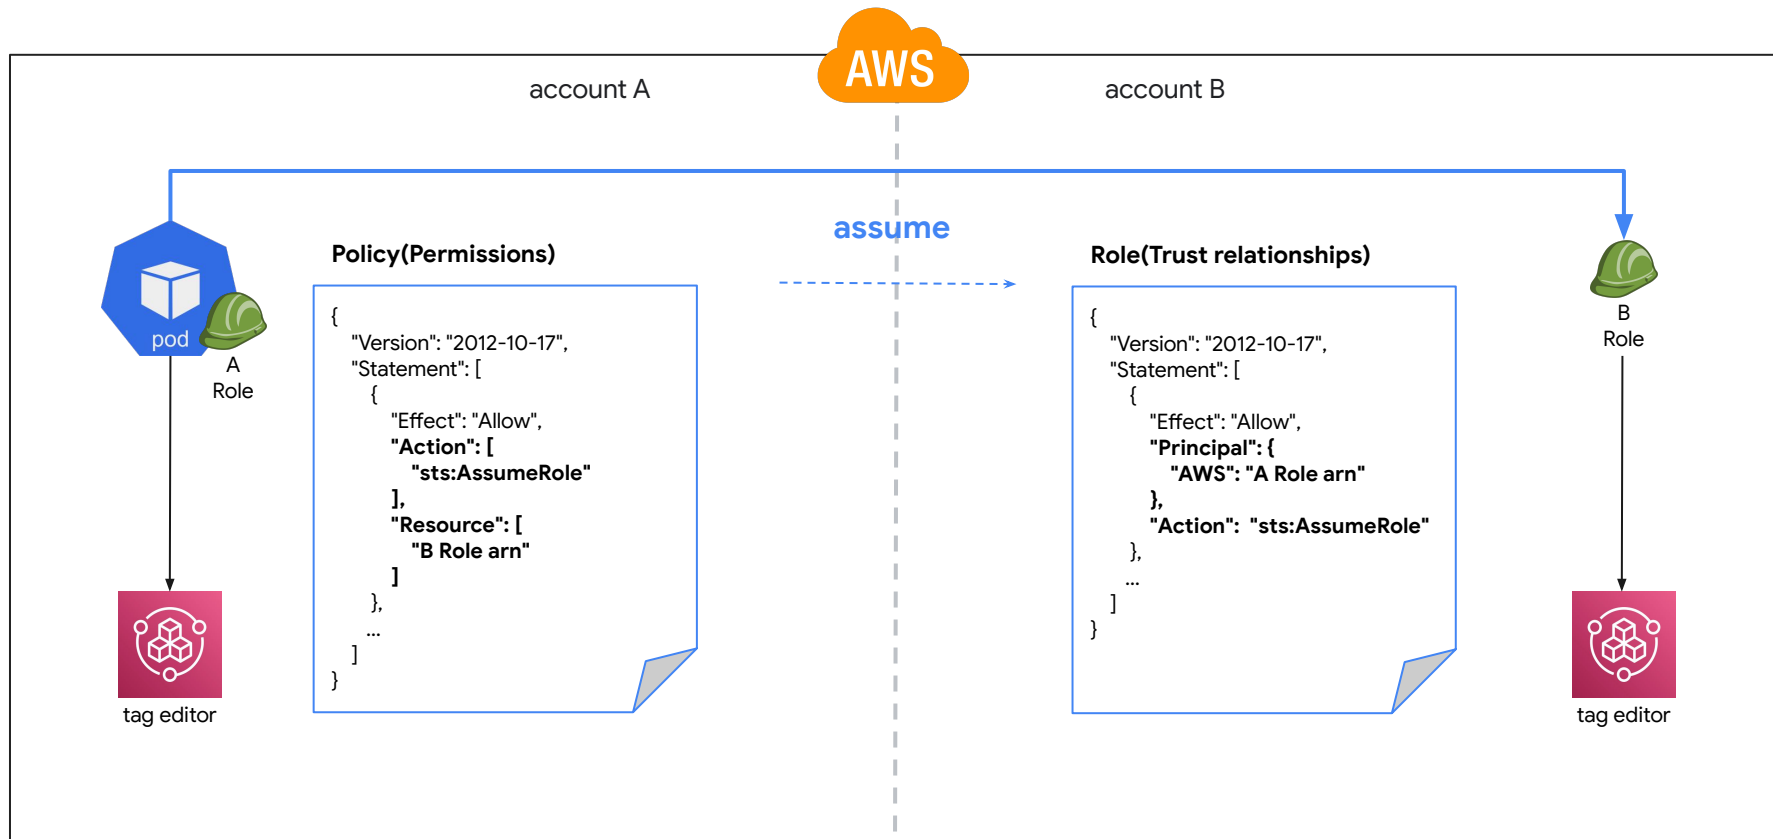 AWS
account A
account B
assume
Policy(Permissions)
{
"Version": "2012-10-17",
"Statement": [
{
"Effect": "Allow",
"Action": [
"sts:AssumeRole"
],
"Resource": [
"B Role arn"
]
},
...
]
}
Role(Trust relationships)
{
"Version": "2012-10-17",
"Statement": [
{
"Effect": "Allow",
"Principal": {
"AWS": "A Role arn"
},
"Action":  "sts:AssumeRole"
},
...
]
}
pod
A
Role
B
Role
tag editor
tag editor